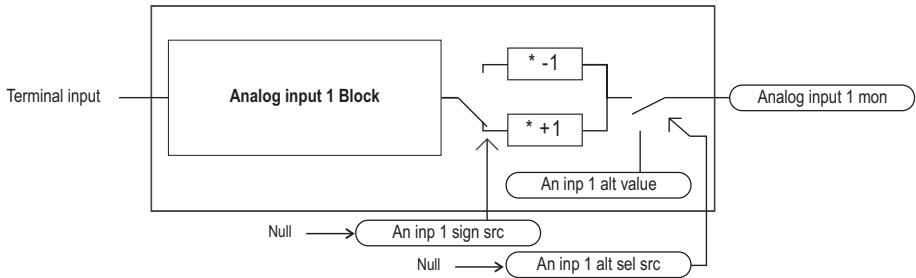 * -1
Terminal input
Analog input 1 Block
Analog input 1 mon
* +1
An inp 1 alt value
Null
An inp 1 sign src
Null
An inp 1 alt sel src